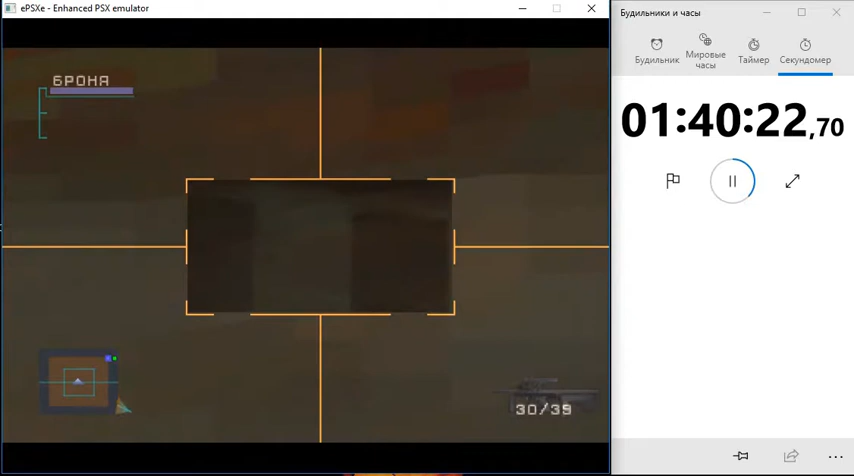 ePSXe - Enhanced PSX emulator
Будильники и часы
Будильник
Мировые
часы
Таймер
Секундомер
БРОНЯ
01:40:22,70
30/39